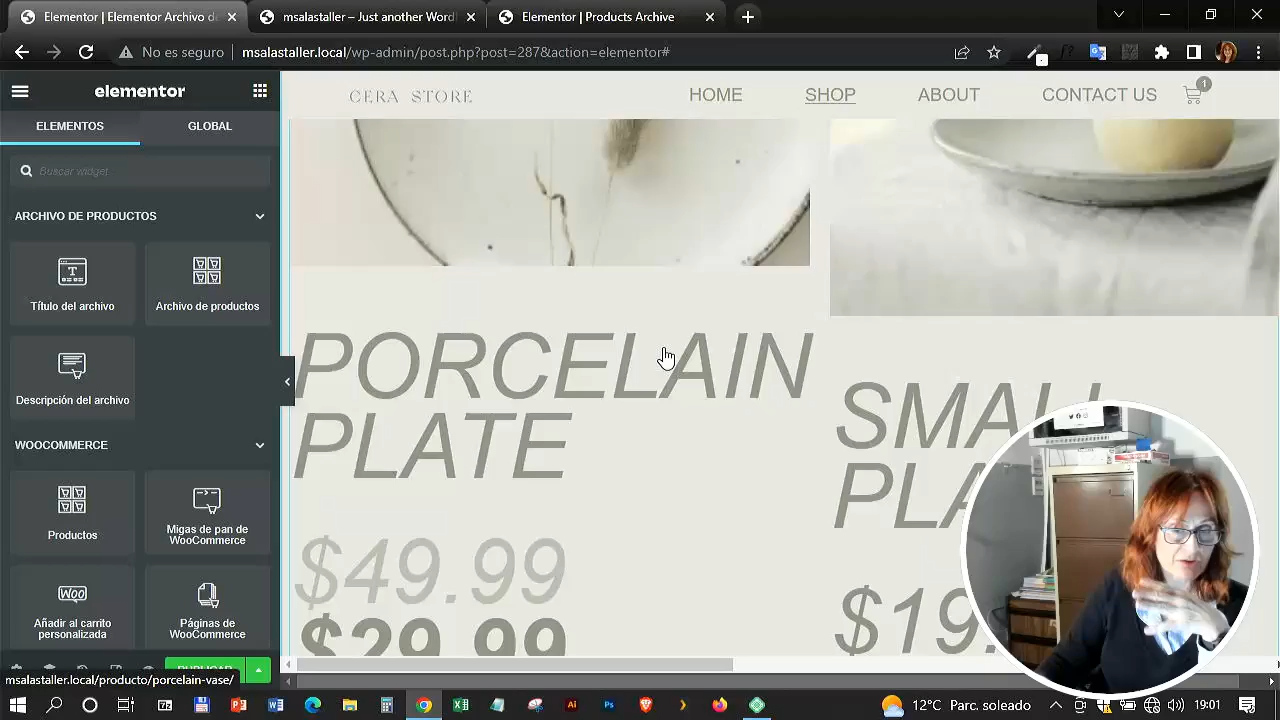 Elementor | Elementor Archivo d
msalastaller – Just another Word
Elementor | Products Archive
No es seguro
msalastaller.local/wp-admin/post.php?post=287&action=elementor#
elementor
ELEMENTOS
GLOBAL
Buscar widget
ARCHIVO DE PRODUCTOS
Título del archivo
Archivo de productos
Descripción del archivo
WOOCOMMERCE
Productos
Migas de pan de
WooCommerce
WOO
Añadir al carrito
personalizada
Páginas de
WooCommerce
PUBLICAR
msalastaller.local/producto/porcelain-vase/
CERA STORE
HOME
SHOP
ABOUT
CONTACT US
1
PORCELAIN
PLATE
$49.99
$29.99
SMALL
$19.
12°C Parc. soleado
19:01